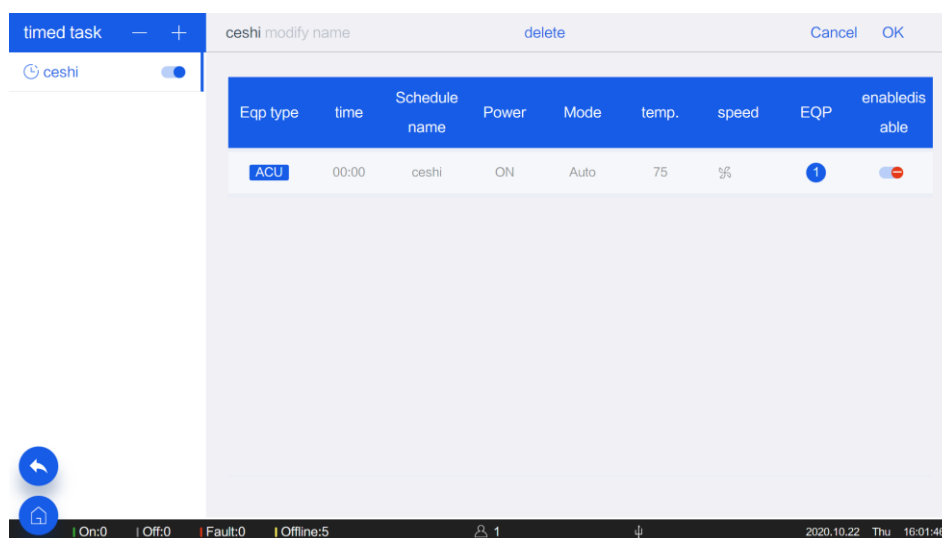 timed task — +
ceshi modify name delete Cancel OK
ceshi
Eqp type time Schedule name Power Mode temp. speed EQP enabledis able
ACU 00:00 ceshi ON Auto 75 1
On:0 Off:0 Fault:0 Offline:5 1 2020.10.22 Thu 16:01:46